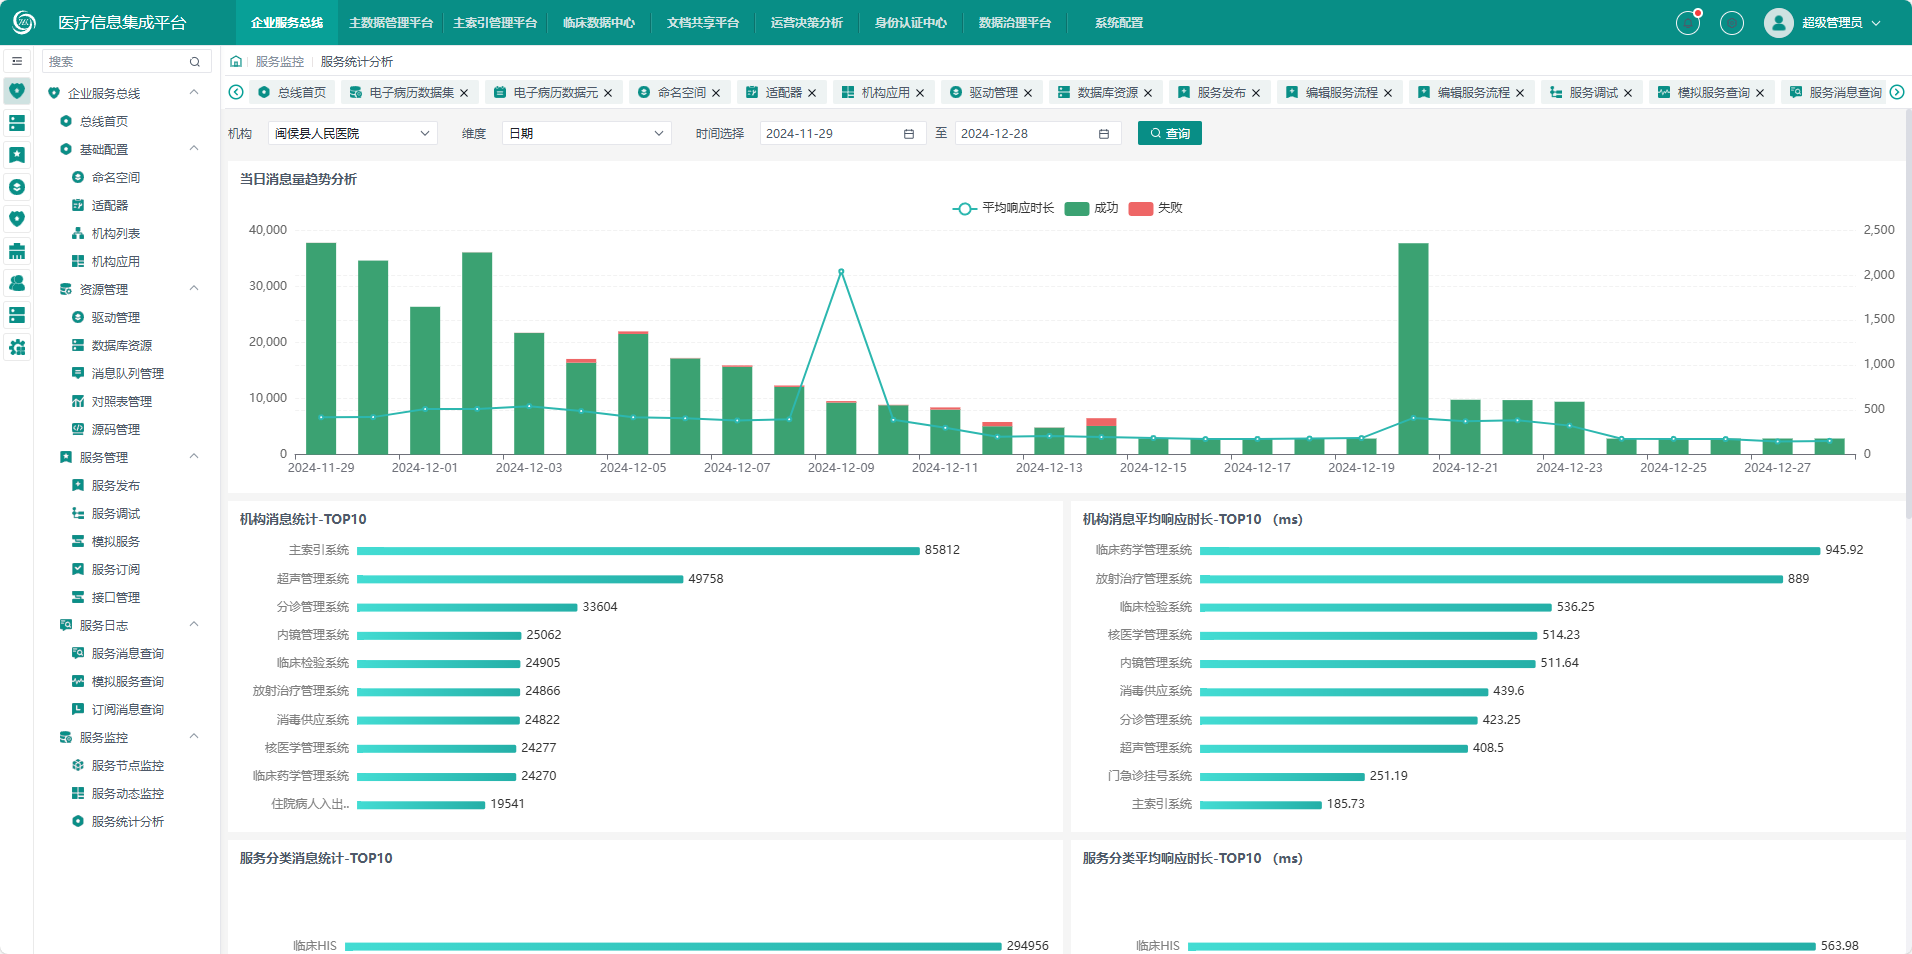 医疗信息集成平台 企业服务总线 主数据管理平台 主索引管理平台 临床数据中心 文档共享平台 运营决策分析 身份认证中心 数据治理平台 系统配置 超级管理员
搜索
企业服务总线
总线首页
基础配置
命名空间
适配器
机构列表
机构应用
资源管理
驱动管理
数据库资源
消息队列管理
对照表管理
源码管理
服务管理
服务发布
服务调试
模拟服务
服务订阅
接口管理
服务日志
服务消息查询
模拟服务查询
订阅消息查询
服务监控
服务节点监控
服务动态监控
服务统计分析
服务监控 服务统计分析
总线首页 电子病历数据集 电子病历数据元 命名空间 适配器 机构应用 驱动管理 数据库资源 服务发布 编辑服务流程 编辑服务流程 服务调试 模拟服务查询 服务消息查询
机构 闽侯县人民医院 维度 日期 时间选择 2024-11-29 至 2024-12-28 查询
当日消息量趋势分析
平均响应时长 成功 失败
40,000
30,000
20,000
10,000
0
2,500
2,000
1,500
1,000
500
0
2024-11-29 2024-12-01 2024-12-03 2024-12-05 2024-12-07 2024-12-09 2024-12-11 2024-12-13 2024-12-15 2024-12-17 2024-12-19 2024-12-21 2024-12-23 2024-12-25 2024-12-27
机构消息统计-TOP10
主索引系统 85812
超声管理系统 49758
分诊管理系统 33604
内镜管理系统 25062
临床检验系统 24905
放射治疗管理系统 24866
消毒供应系统 24822
核医学管理系统 24277
临床药学管理系统 24270
住院病人入出.. 19541
机构消息平均响应时长-TOP10 （ms）
临床药学管理系统 945.92
放射治疗管理系统 889
临床检验系统 536.25
核医学管理系统 514.23
内镜管理系统 511.64
消毒供应系统 439.6
分诊管理系统 423.25
超声管理系统 408.5
门急诊挂号系统 251.19
主索引系统 185.73
服务分类消息统计-TOP10
临床HIS 294956
服务分类平均响应时长-TOP10 （ms）
临床HIS 563.98